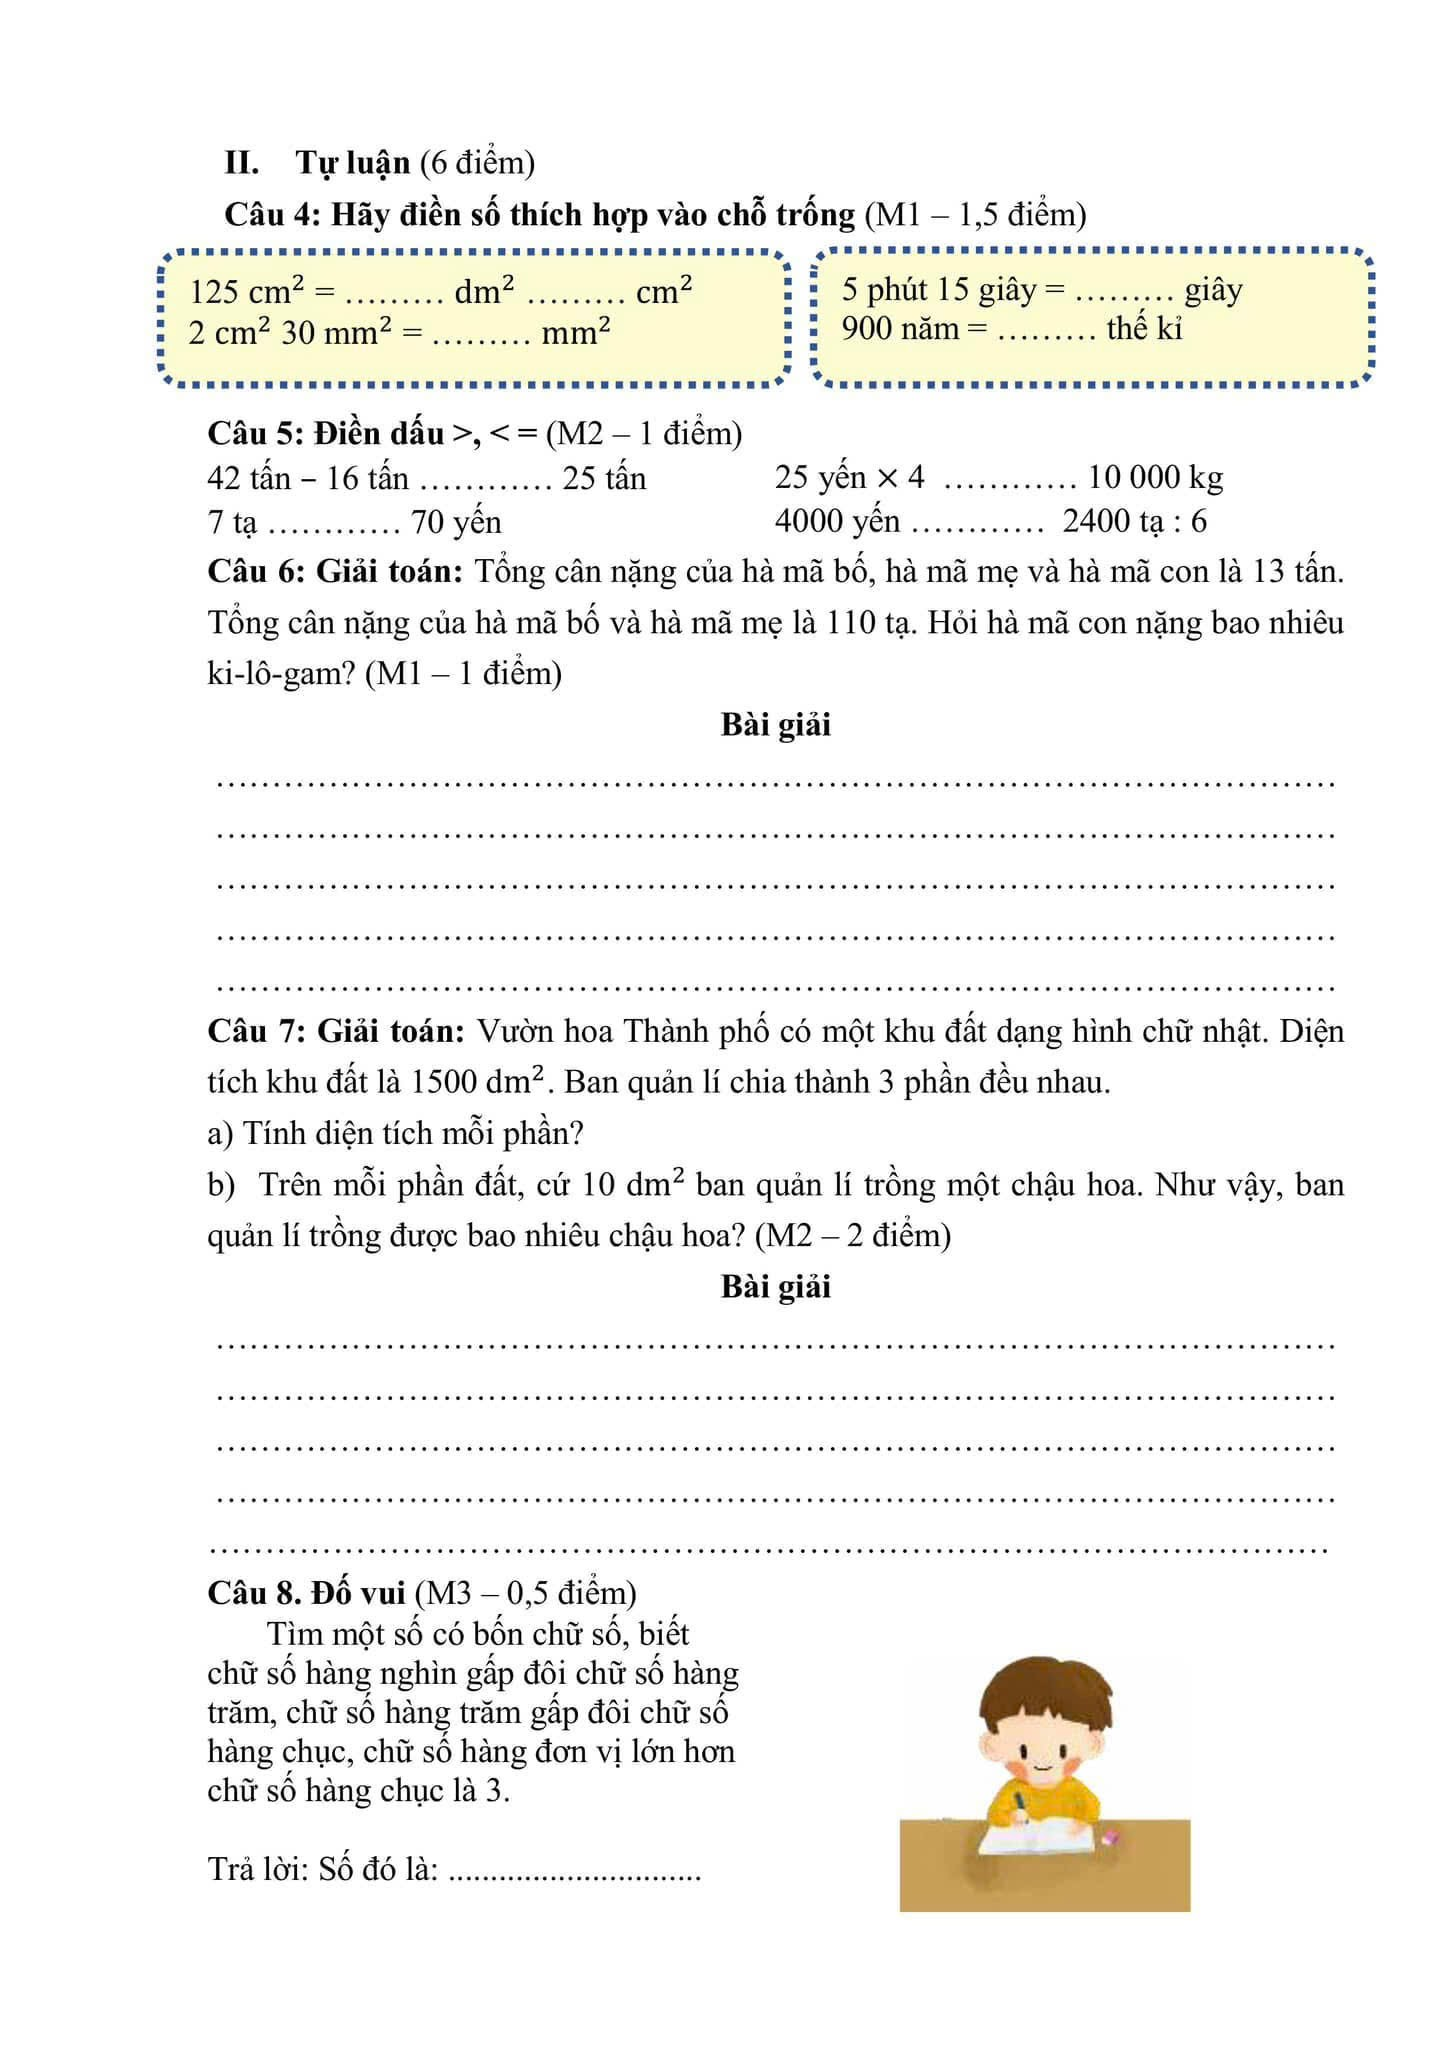 II. Tự luận (6 điểm)
Câu 4: Hãy điền số thích hợp vào chỗ trống (M1 – 1,5 điểm)
125 cm² = ……… dm² ……… cm²
2 cm² 30 mm² = ……… mm²
5 phút 15 giây = ……… giây
900 năm = ……… thế kỉ
Câu 5: Điền dấu >, < = (M2 – 1 điểm)
42 tấn – 16 tấn ………… 25 tấn
25 yến × 4 ………… 10 000 kg
7 tạ ………… 70 yến
4000 yến ………… 2400 tạ : 6
Câu 6: Giải toán: Tổng cân nặng của hà mã bố, hà mã mẹ và hà mã con là 13 tấn.
Tổng cân nặng của hà mã bố và hà mã mẹ là 110 tạ. Hỏi hà mã con nặng bao nhiêu
ki-lô-gam? (M1 – 1 điểm)
Bài giải
Câu 7: Giải toán: Vườn hoa Thành phố có một khu đất dạng hình chữ nhật. Diện
tích khu đất là 1500 dm². Ban quản lí chia thành 3 phần đều nhau.
a) Tính diện tích mỗi phần?
b) Trên mỗi phần đất, cứ 10 dm² ban quản lí trồng một chậu hoa. Như vậy, ban
quản lí trồng được bao nhiêu chậu hoa? (M2 – 2 điểm)
Bài giải
Câu 8. Đố vui (M3 – 0,5 điểm)
Tìm một số có bốn chữ số, biết
chữ số hàng nghìn gấp đôi chữ số hàng
trăm, chữ số hàng trăm gấp đôi chữ số
hàng chục, chữ số hàng đơn vị lớn hơn
chữ số hàng chục là 3.
Trả lời: Số đó là: ..............................